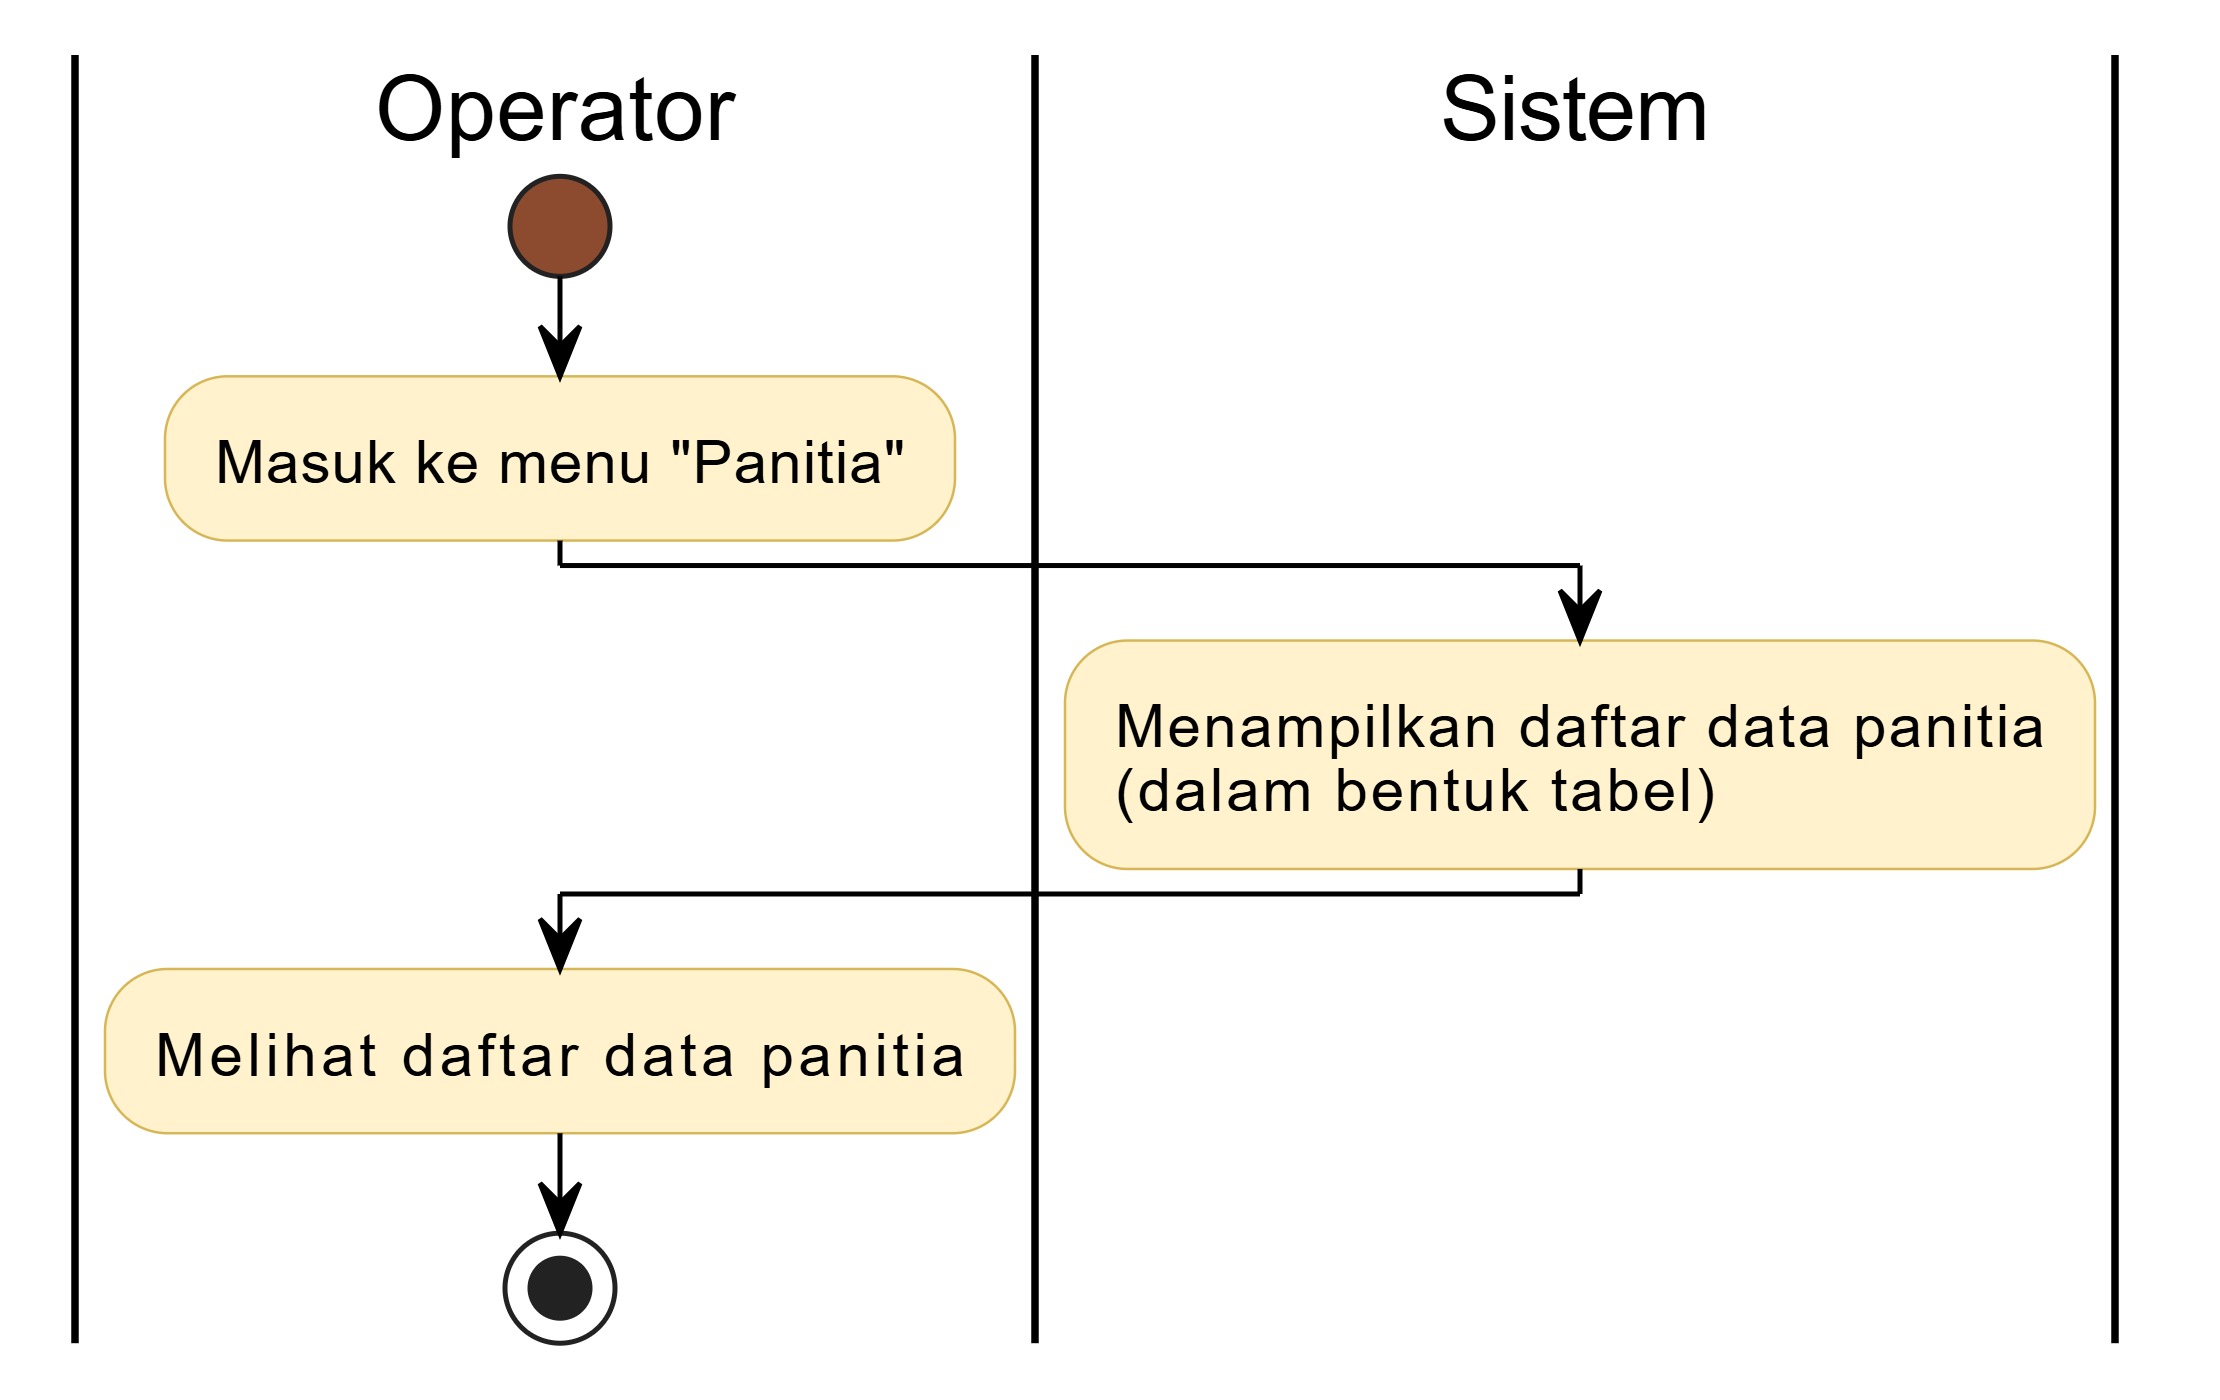 Operator
Sistem
Masuk ke menu "Panitia"
Menampilkan daftar data panitia
(dalam bentuk tabel)
Melihat daftar data panitia